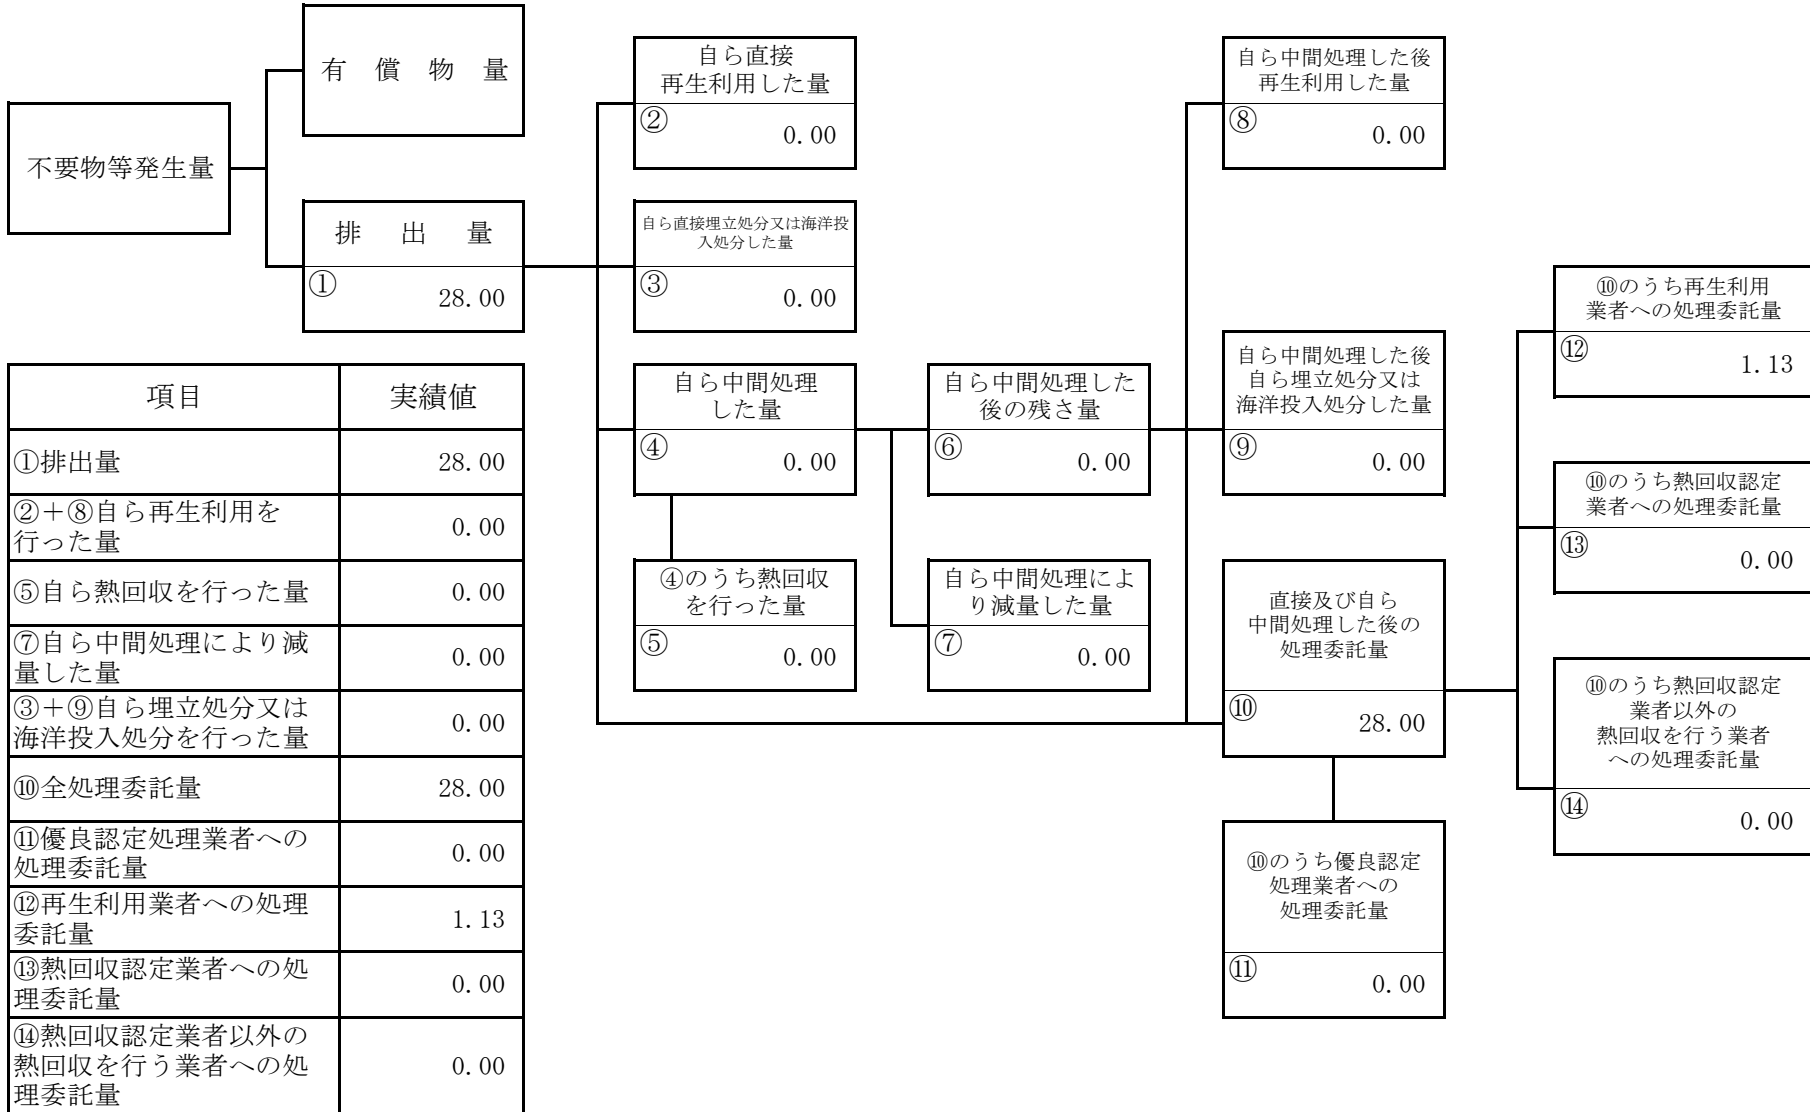 有償物量
不要物等発生量
排出量
①
28.00
自ら直接
再生利用した量
②
0.00
自ら直接埋立処分又は海洋投
入処分した量
③
0.00
自ら中間処理
した量
④
0.00
④のうち熱回収
を行った量
⑤
0.00
自ら中間処理した
後の残さ量
⑥
0.00
自ら中間処理によ
り減量した量
⑦
0.00
自ら中間処理した後
再生利用した量
⑧
0.00
自ら中間処理した後
自ら埋立処分又は
海洋投入処分した量
⑨
0.00
直接及び自ら
中間処理した後の
処理委託量
⑩
28.00
⑩のうち優良認定
処理業者への
処理委託量
⑪
0.00
⑩のうち再生利用
業者への処理委託量
⑫
1.13
⑩のうち熱回収認定
業者への処理委託量
⑬
0.00
⑩のうち熱回収認定
業者以外の
熱回収を行う業者
への処理委託量
⑭
0.00
項目 実績値
①排出量 28.00
②+⑧自ら再生利用を
行った量 0.00
⑤自ら熱回収を行った量 0.00
⑦自ら中間処理により減
量した量 0.00
③+⑨自ら埋立処分又は
海洋投入処分を行った量 0.00
⑩全処理委託量 28.00
⑪優良認定処理業者への
処理委託量 0.00
⑫再生利用業者への処理
委託量 1.13
⑬熱回収認定業者への処
理委託量 0.00
⑭熱回収認定業者以外の
熱回収を行う業者への処
理委託量 0.00